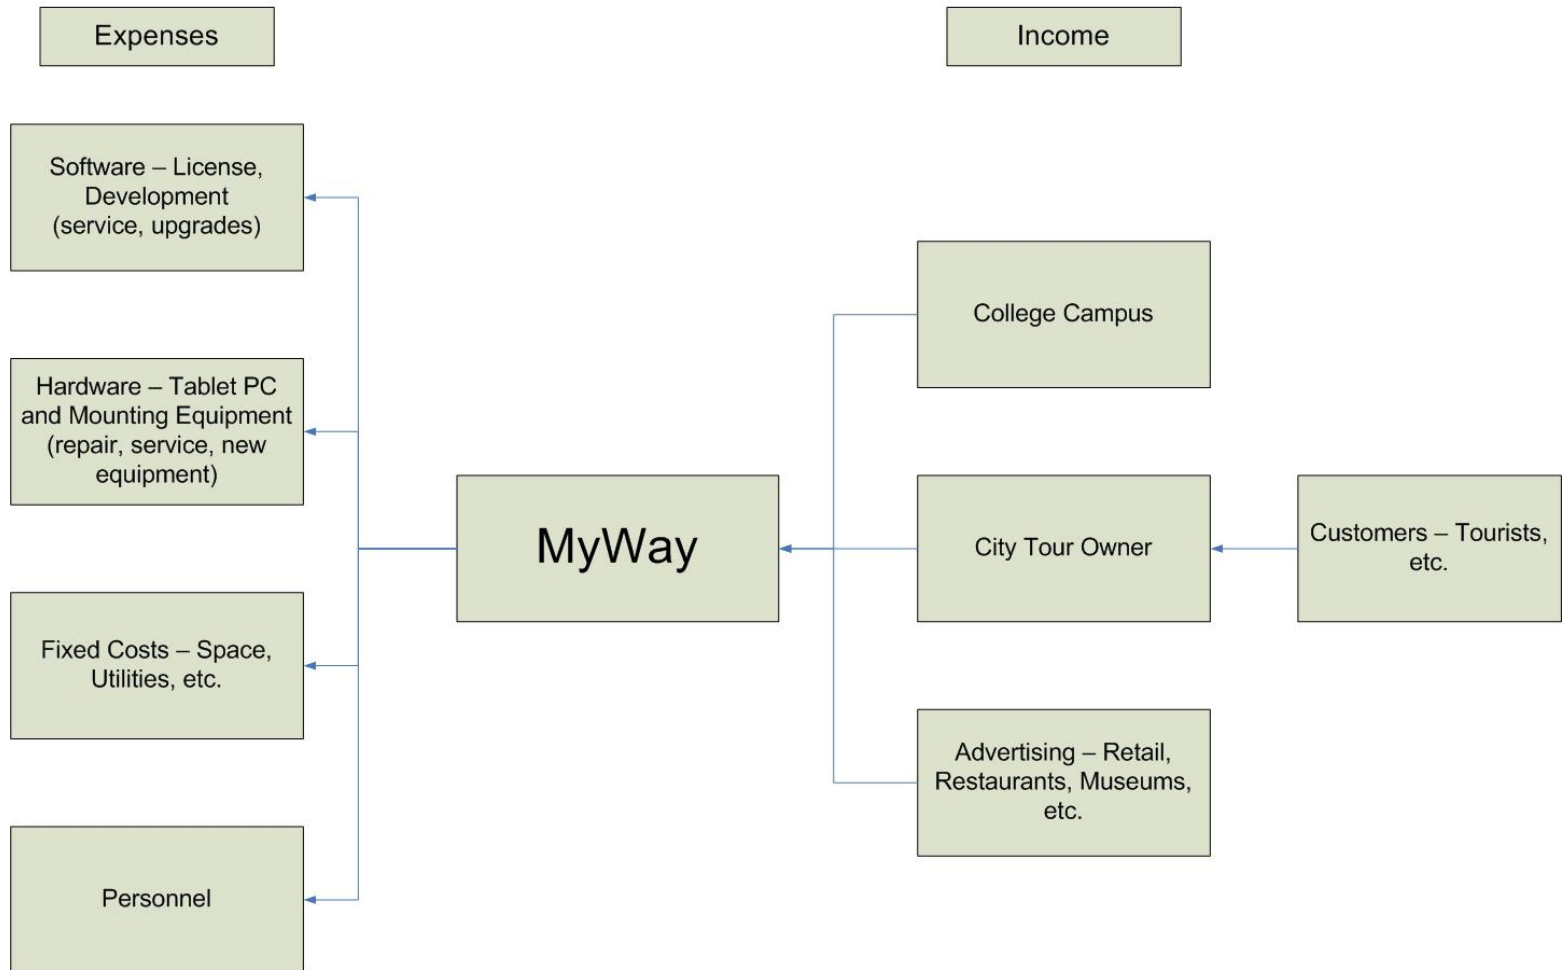 Expenses
Income
Software – License,
Development
(service, upgrades)
Hardware – Tablet PC
and Mounting Equipment
(repair, service, new
equipment)
Fixed Costs – Space,
Utilities, etc.
Personnel
MyWay
College Campus
City Tour Owner
Advertising – Retail,
Restaurants, Museums,
etc.
Customers – Tourists,
etc.